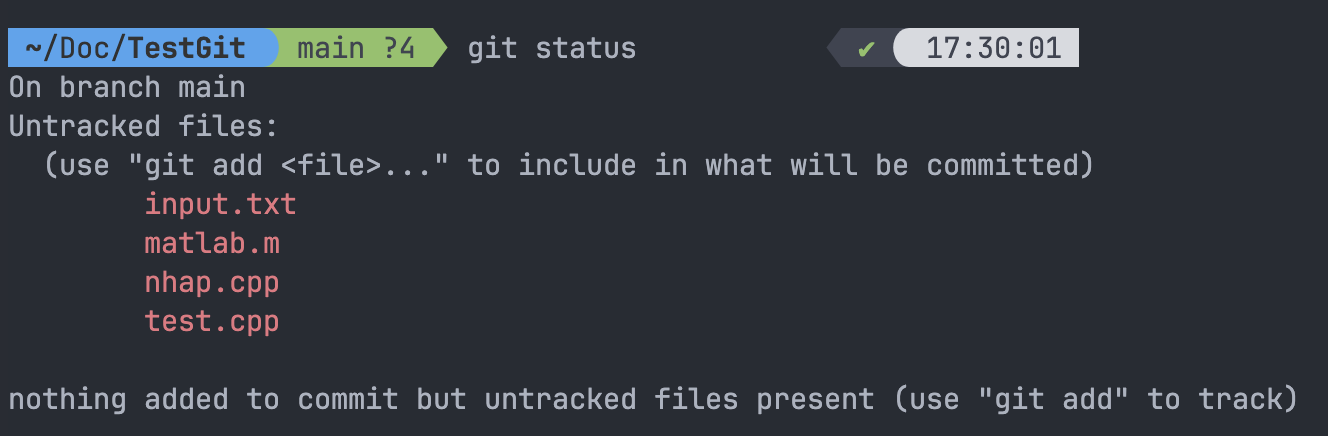 ~/Doc/TestGit main ?4 git status ✔ 17:30:01
On branch main
Untracked files:
  (use "git add <file>..." to include in what will be committed)
        input.txt
        matlab.m
        nhap.cpp
        test.cpp
nothing added to commit but untracked files present (use "git add" to track)